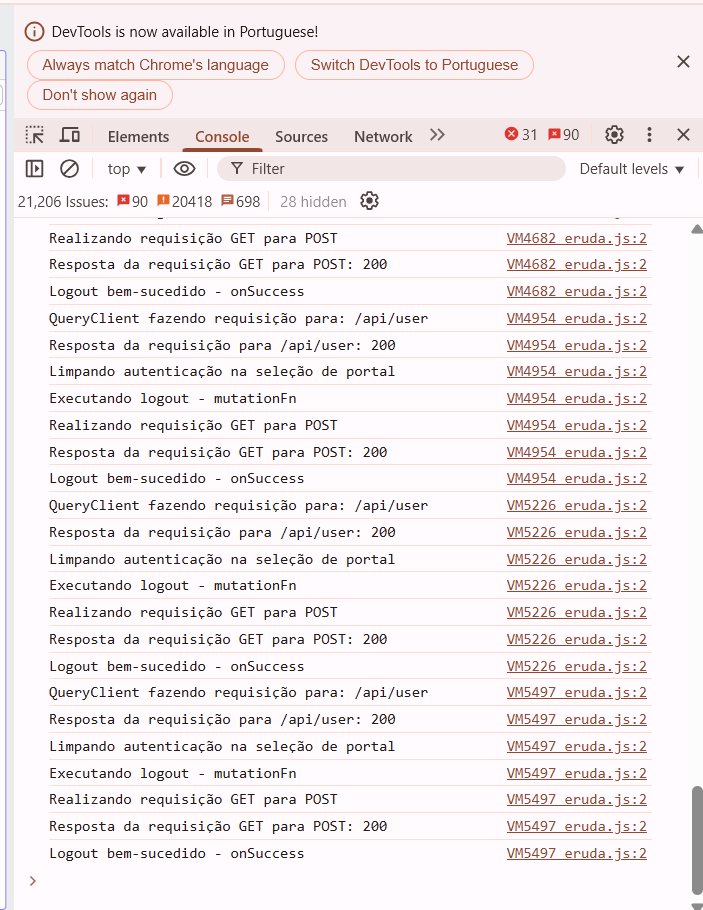 DevTools is now available in Portuguese!
Always match Chrome's language
Switch DevTools to Portuguese
Don't show again
Elements Console Sources Network 31 90
top Filter Default levels
21,206 Issues: 90 20418 698 28 hidden
Realizando requisição GET para POST VM4682 eruda.js:2
Resposta da requisição GET para POST: 200 VM4682 eruda.js:2
Logout bem-sucedido - onSuccess VM4682 eruda.js:2
QueryClient fazendo requisição para: /api/user VM4954 eruda.js:2
Resposta da requisição para /api/user: 200 VM4954 eruda.js:2
Limpando autenticação na seleção de portal VM4954 eruda.js:2
Executando logout - mutationFn VM4954 eruda.js:2
Realizando requisição GET para POST VM4954 eruda.js:2
Resposta da requisição GET para POST: 200 VM4954 eruda.js:2
Logout bem-sucedido - onSuccess VM4954 eruda.js:2
QueryClient fazendo requisição para: /api/user VM5226 eruda.js:2
Resposta da requisição para /api/user: 200 VM5226 eruda.js:2
Limpando autenticação na seleção de portal VM5226 eruda.js:2
Executando logout - mutationFn VM5226 eruda.js:2
Realizando requisição GET para POST VM5226 eruda.js:2
Resposta da requisição GET para POST: 200 VM5226 eruda.js:2
Logout bem-sucedido - onSuccess VM5226 eruda.js:2
QueryClient fazendo requisição para: /api/user VM5497 eruda.js:2
Resposta da requisição para /api/user: 200 VM5497 eruda.js:2
Limpando autenticação na seleção de portal VM5497 eruda.js:2
Executando logout - mutationFn VM5497 eruda.js:2
Realizando requisição GET para POST VM5497 eruda.js:2
Resposta da requisição GET para POST: 200 VM5497 eruda.js:2
Logout bem-sucedido - onSuccess VM5497 eruda.js:2